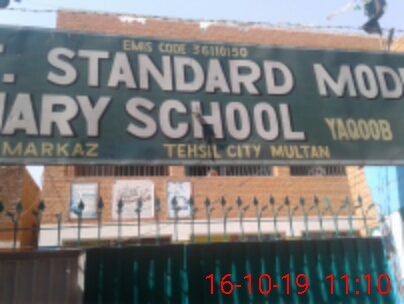 EMIS CODE 36110150
T. STANDARD MOD
MARY SCHOOL YAQOOB
MARKAZ TEHSIL CITY MULTAN
16-10-19 11:10